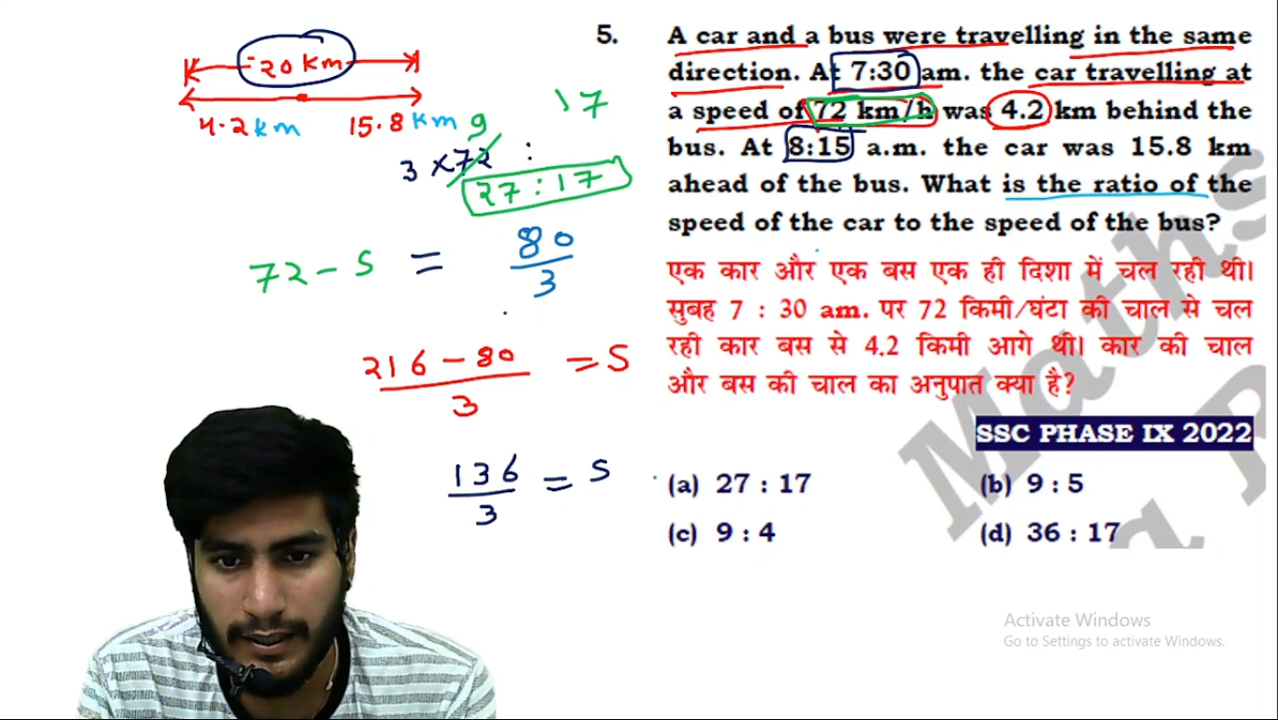 -20 km
4.2km 15.8km
17
9
3 × 72 :
27 : 17
72 - S = 80/3
216 - 80/3 = S
136/3 = S
5. A car and a bus were travelling in the same
direction. At 7:30 am. the car travelling at
a speed of 72 km/h was 4.2 km behind the
bus. At 8:15 a.m. the car was 15.8 km
ahead of the bus. What is the ratio of the
speed of the car to the speed of the bus?
एक कार और एक बस एक ही दिशा में चल रही थी।
सुबह 7 : 30 am. पर 72 किमी/घंटा की चाल से चल
रही कार बस से 4.2 किमी आगे थी। कार की चाल
और बस की चाल का अनुपात क्या है?
SSC PHASE IX 2022
(a) 27 : 17 (b) 9 : 5
(c) 9 : 4 (d) 36 : 17
Maths
Activate Windows
Go to Settings to activate Windows.